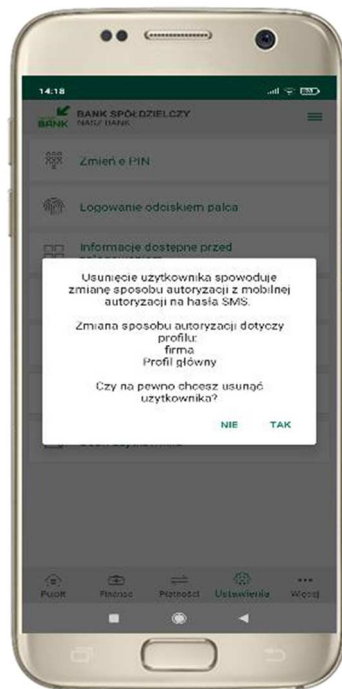 14:18
BANK
BANK SPÓŁDZIELCZY
NASZ BANK
Zmień e PIN
Logowanie odciskiem palca
Informacje dostępne przed
Usunięcie użytkownika spowoduje
zmianę sposobu autoryzacji z mobilnej
autoryzacji na hasła SMS.
Zmiana sposobu autoryzacji dotyczy
profilu:
firma
Profil główny
Czy na pewno chcesz usunąć
użytkownika?
NIE TAK
Pulpit Finanse Płatności Ustawienia Więcej